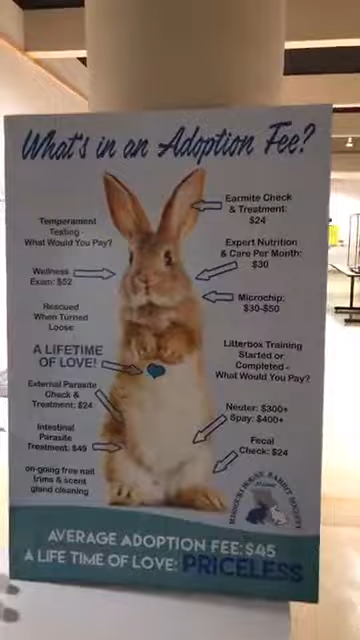 What's in an Adoption Fee?
Earmite Check
& Treatment:
$24
Temperament
Testing -
What Would You Pay?
Expert Nutrition
& Care Per Month:
$30
Wellness
Exam: $52
Microchip:
$30-$50
Rescued
When Turned
Loose
Litterbox Training
Started or
Completed -
What Would You Pay?
A LIFETIME
OF LOVE!
External Parasite
Check &
Treatment: $24
Neuter: $300+
Spay: $400+
Intestinal
Parasite
Treatment: $49
Fecal
Check: $24
on-going free nail
trims & scent
gland cleaning
MISSOURI HOUSE RABBIT SOCIETY
AVERAGE ADOPTION FEE:$45
A LIFE TIME OF LOVE: PRICELESS